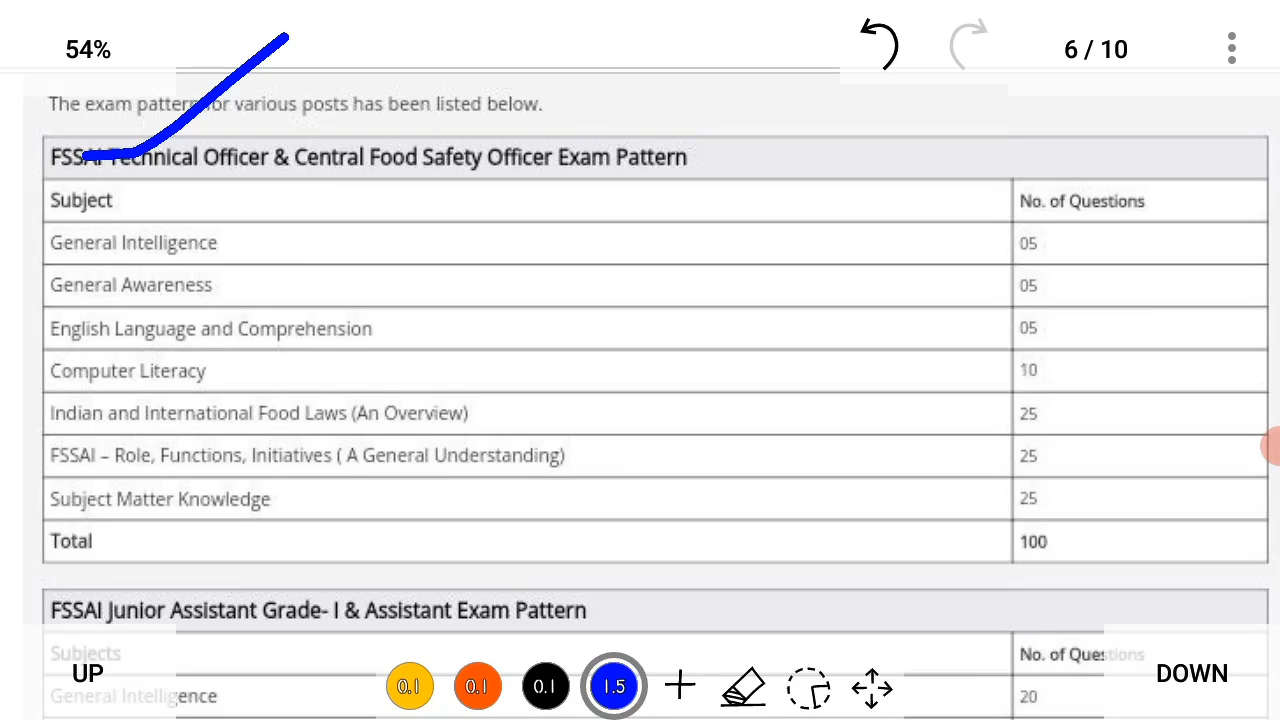 54%
6 / 10
The exam pattern for various posts has been listed below.
FSSAI Technical Officer & Central Food Safety Officer Exam Pattern
Subject No. of Questions
General Intelligence 05
General Awareness 05
English Language and Comprehension 05
Computer Literacy 10
Indian and International Food Laws (An Overview) 25
FSSAI – Role, Functions, Initiatives ( A General Understanding) 25
Subject Matter Knowledge 25
Total 100
FSSAI Junior Assistant Grade- I & Assistant Exam Pattern
Subjects No. of Questions
General Intelligence 20
UP
0.1 0.1 0.1 1.5
DOWN